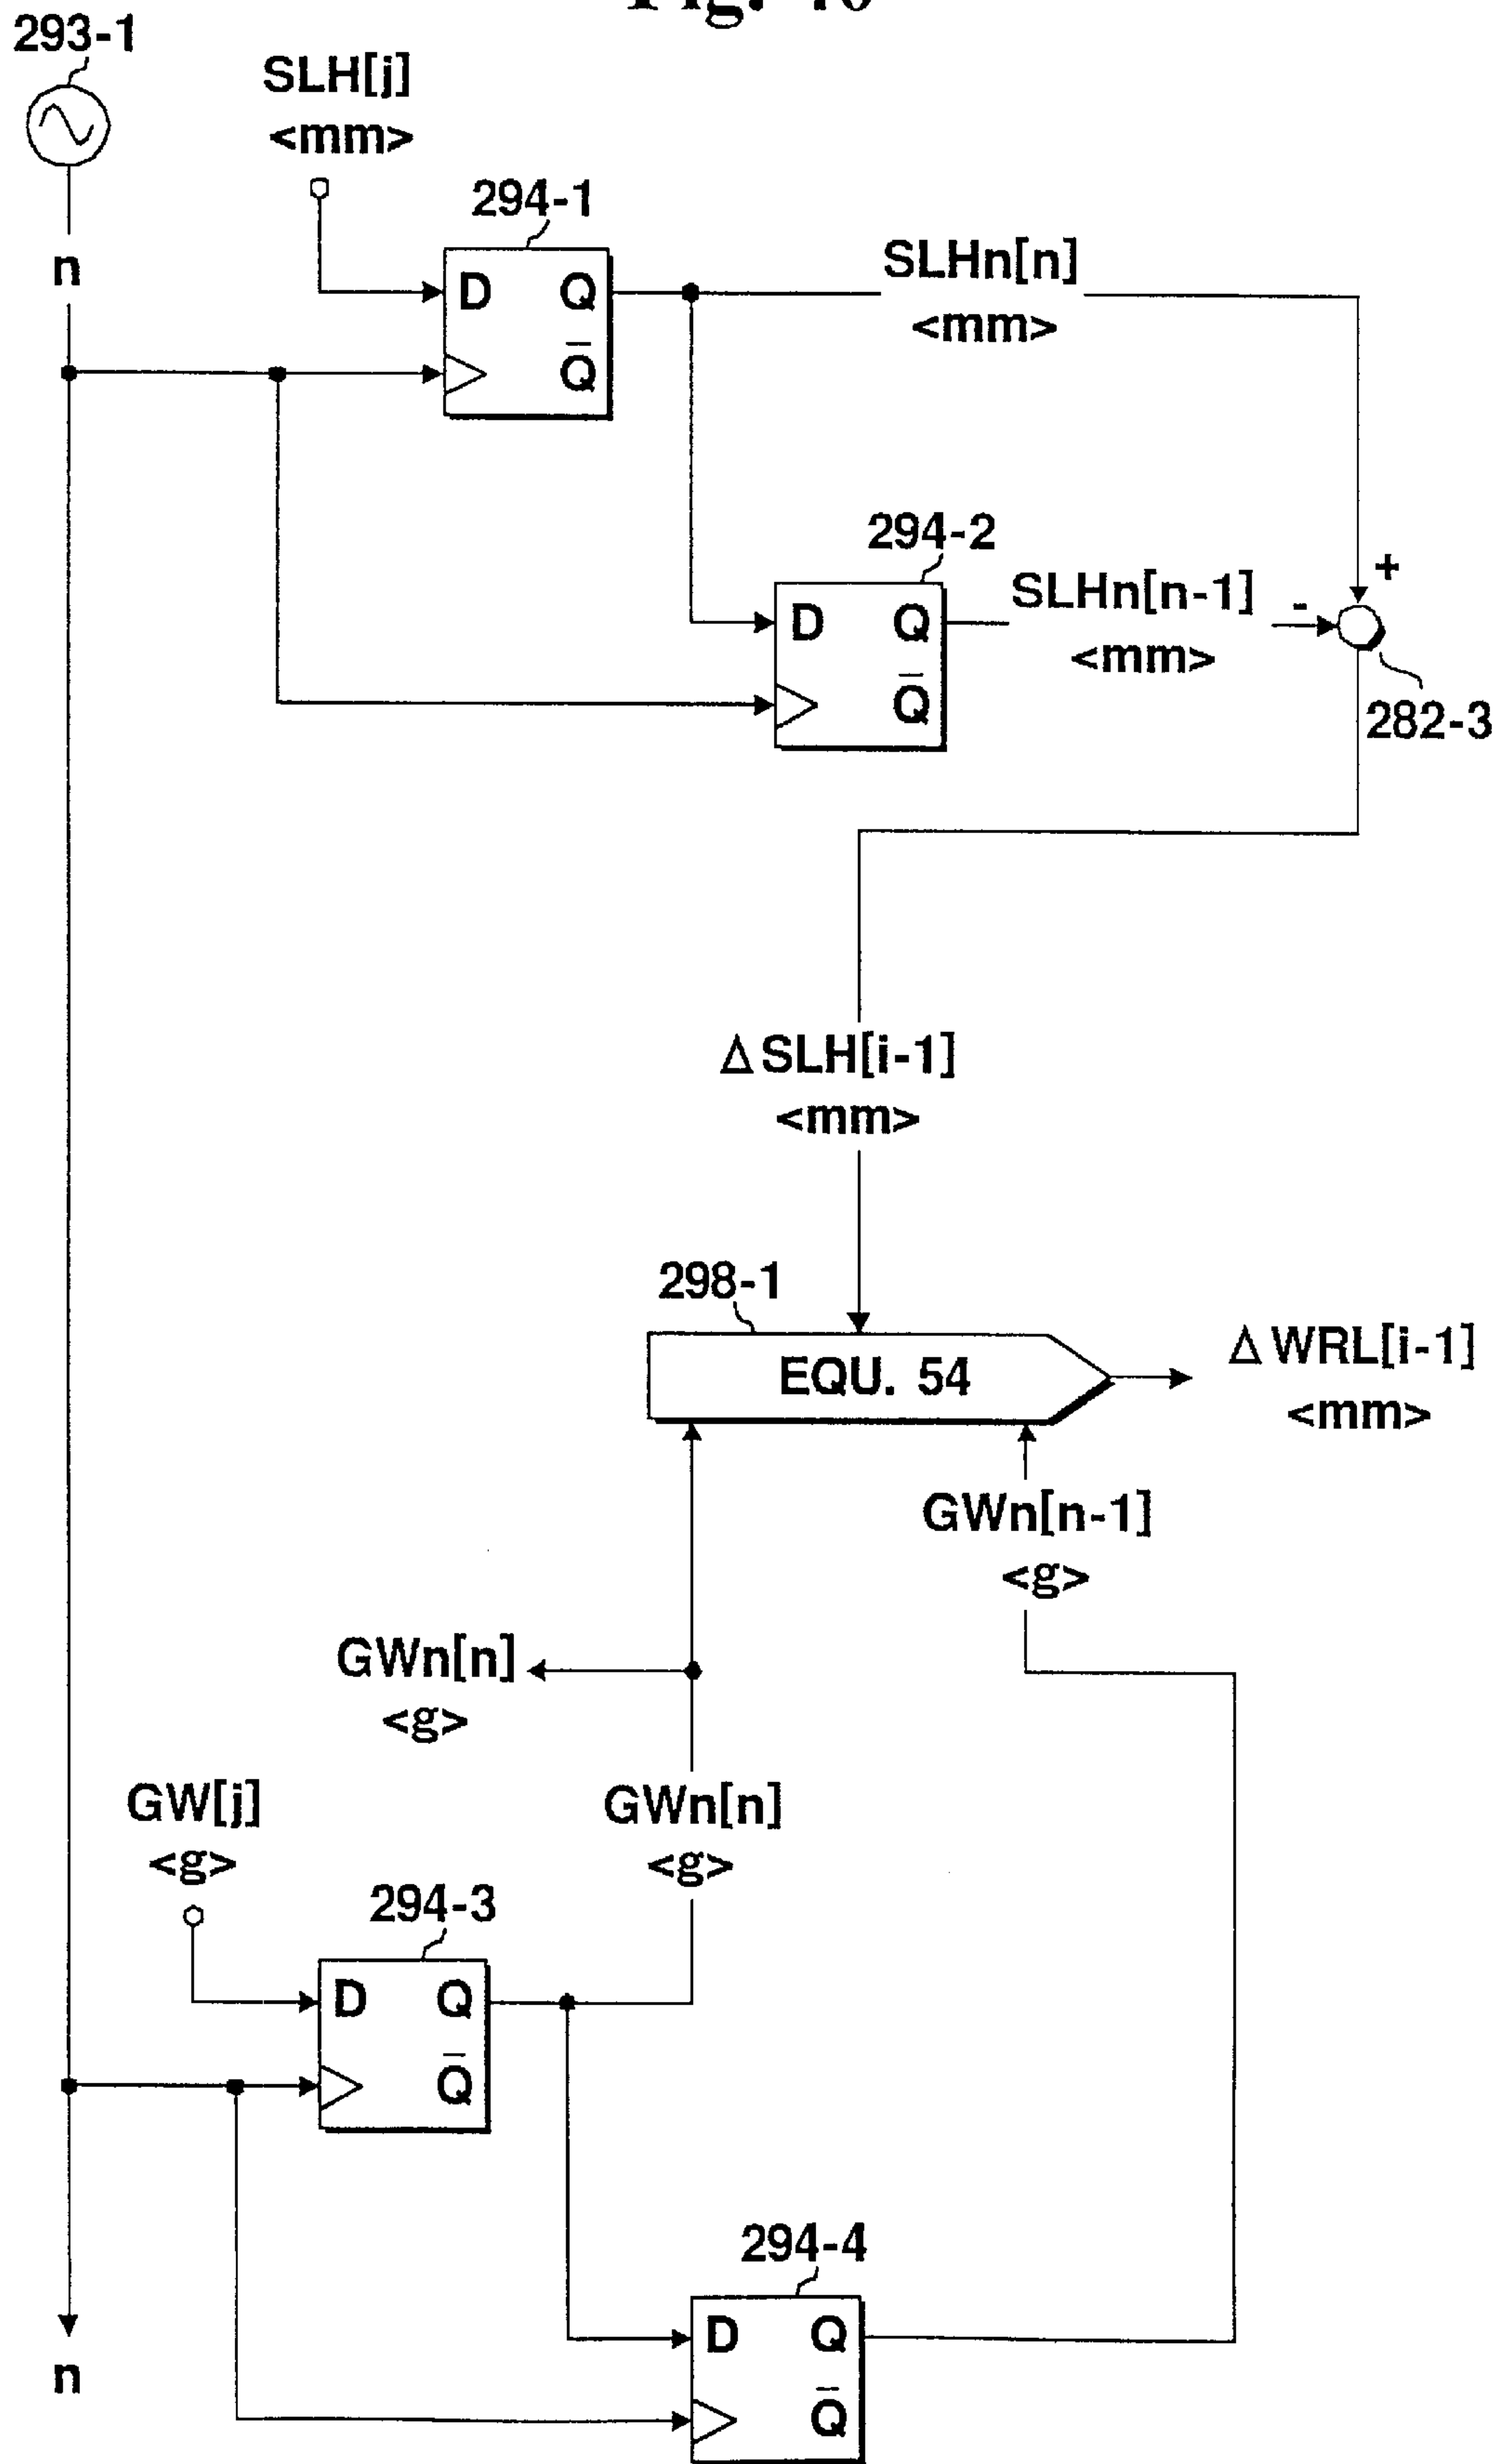 Fig.
293-1
SLH[j]
<mm>
294-1
n
D Q
Q̅
SLHn[n]
<mm>
294-2
D Q
Q̅
SLHn[n-1]
<mm>
-
+
282-3
ΔSLH[i-1]
<mm>
298-1
EQU. 54
ΔWRL[i-1]
<mm>
GWn[n-1]
<g>
GWn[n]
<g>
GW[j]
<g>
GWn[n]
<g>
294-3
D Q
Q̅
294-4
D Q
Q̅
n